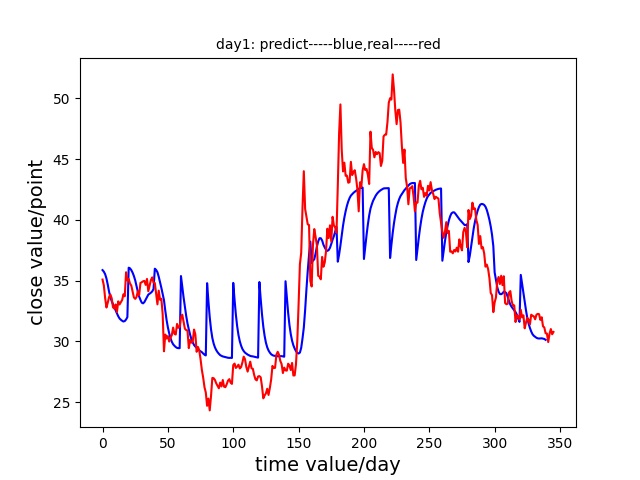 day1: predict-----blue,real-----red
close value/point
50
45
40
35
30
25
0 50 100 150 200 250 300 350
time value/day